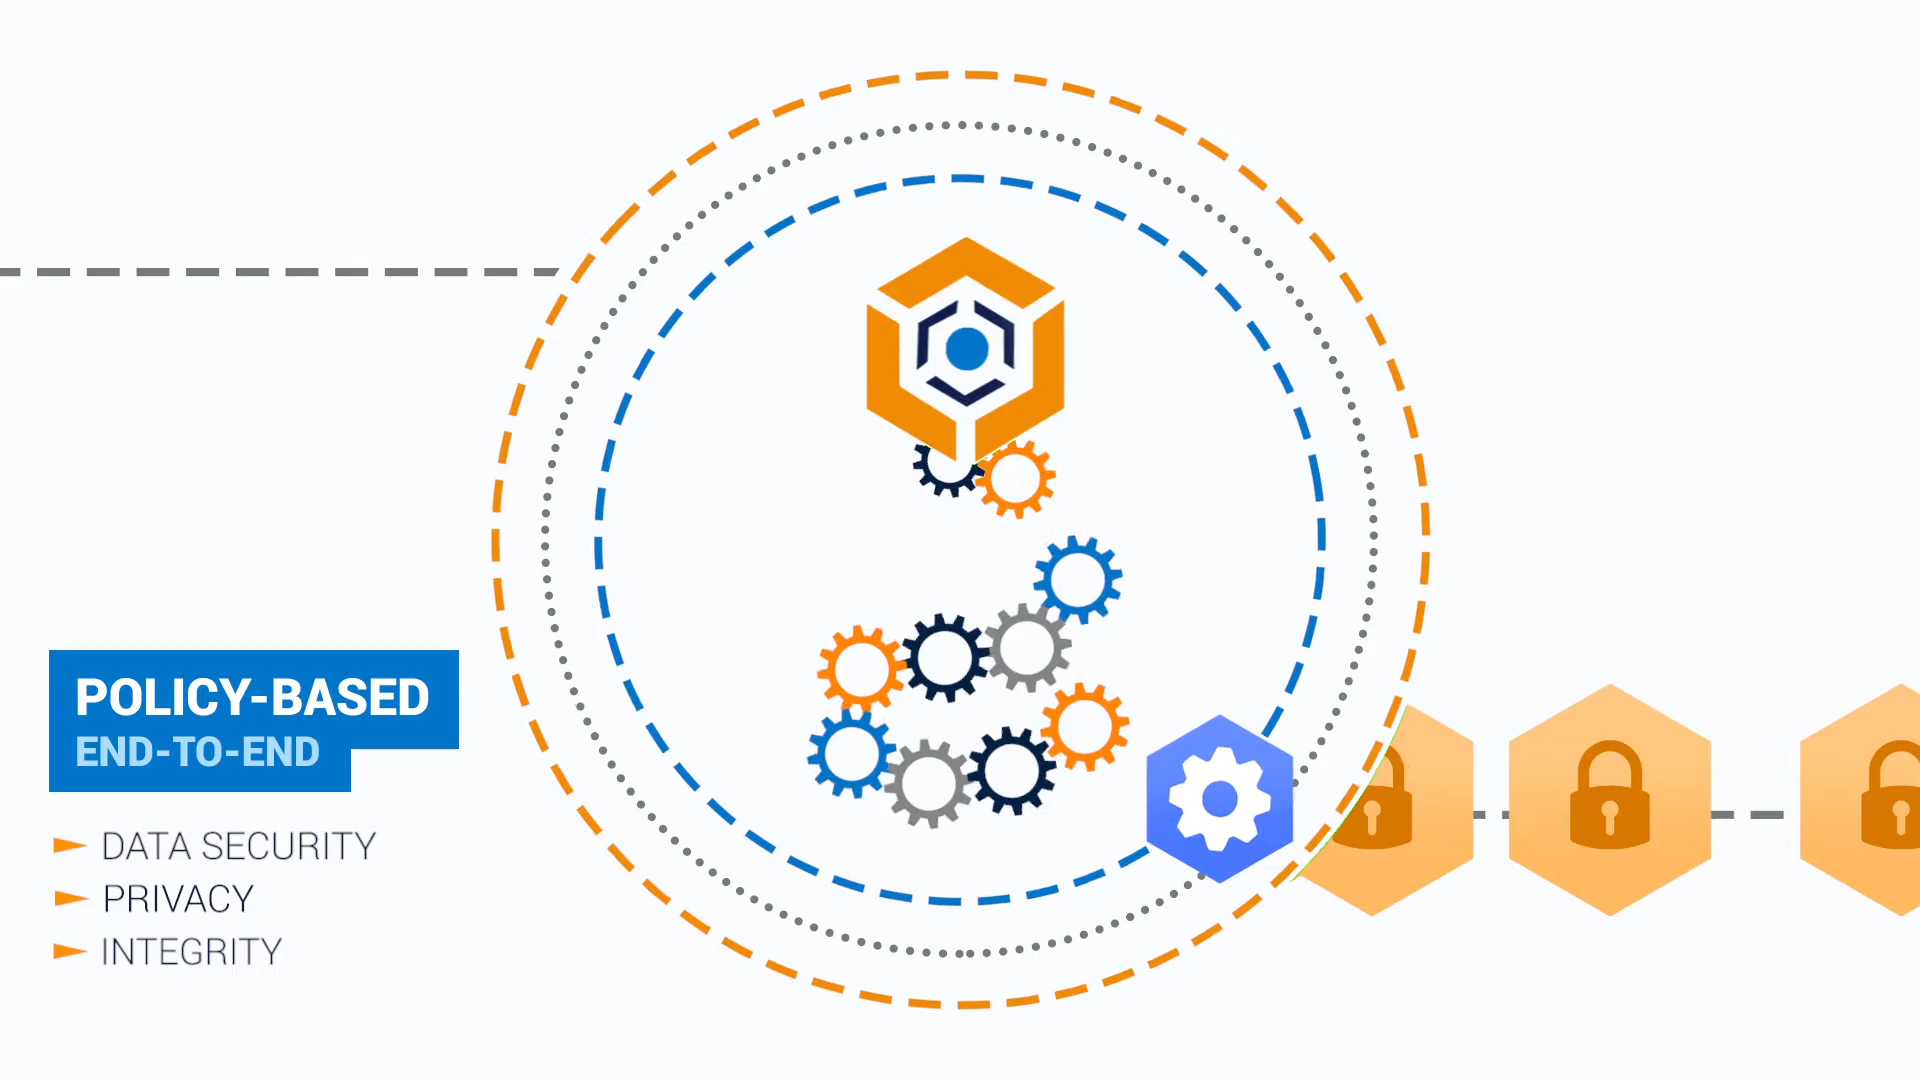 POLICY-BASED
END-TO-END
DATA SECURITY
PRIVACY
INTEGRITY